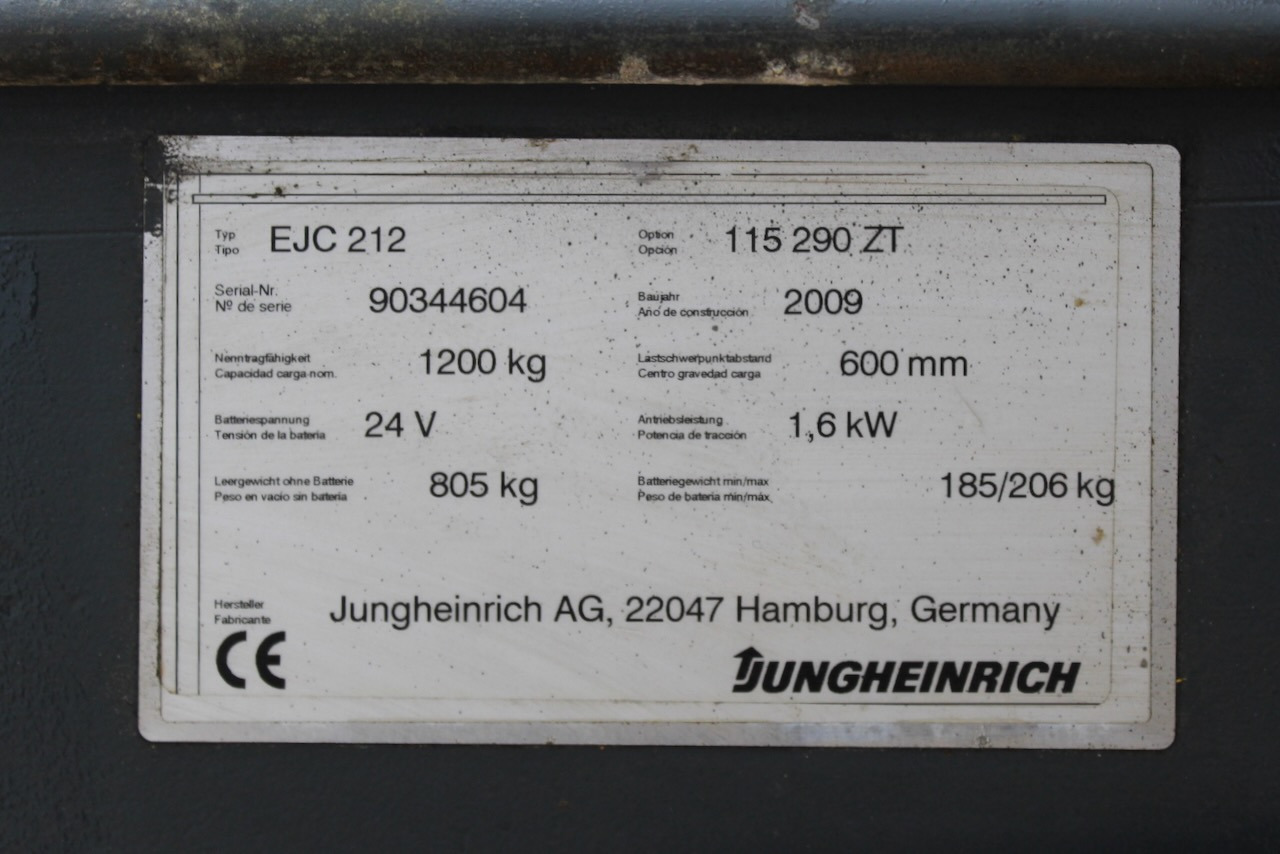 Typ
Tipo EJC 212
Option
Opción 115 290 ZT
Serial-Nr.
Nº de serie 90344604
Baujahr
Año de construcción 2009
Nenntragfähigkeit
Capacidad carga nom. 1200 kg
Lastschwerpunktabstand
Centro gravedad carga 600 mm
Batteriespannung
Tensión de la batería 24 V
Antriebsleistung
Potencia de tracción 1,6 kW
Leergewicht ohne Batterie
Peso en vacío sin batería 805 kg
Batteriegewicht min/max
Peso de batería min/máx. 185/206 kg
Hersteller
Fabricante Jungheinrich AG, 22047 Hamburg, Germany
CE
JUNGHEINRICH